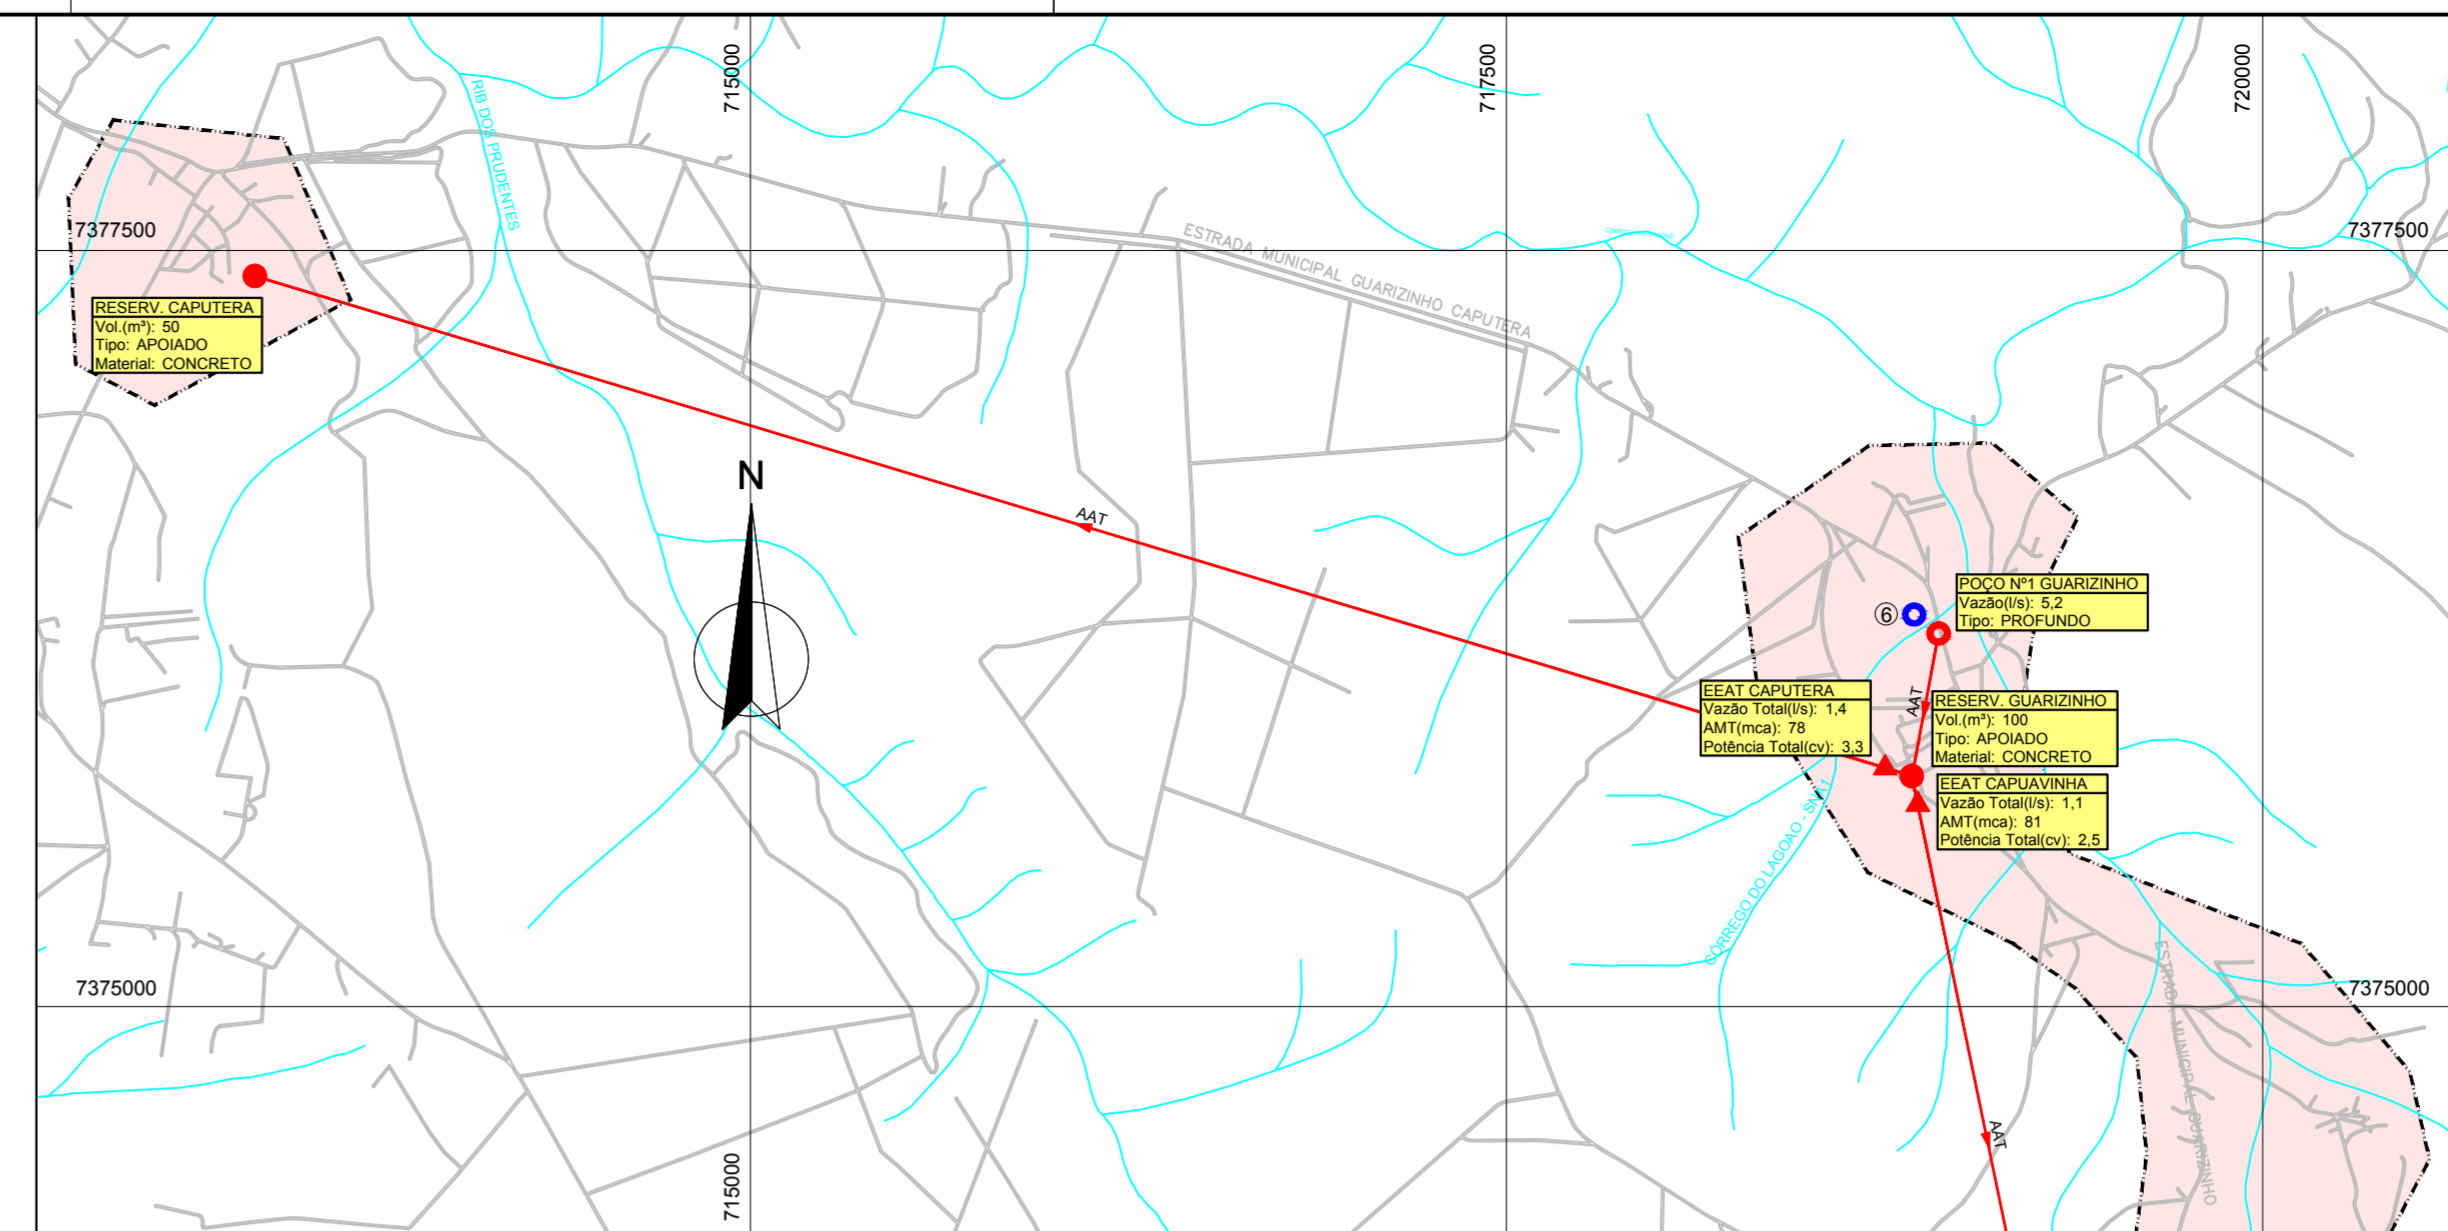 715000
717500
720000
RIB DOS PRUDENTES
7377500
7377500
ESTRADA MUNICIPAL GUARIZINHO CAPUTERA
RESERV. CAPUTERA
Vol.(m³): 50
Tipo: APOIADO
Material: CONCRETO
N
AAT
POÇO Nº1 GUARIZINHO
Vazão(l/s): 5,2
Tipo: PROFUNDO
6
AAT
EEAT CAPUTERA
Vazão Total(l/s): 1,4
AMT(mca): 78
Potência Total(cv): 3,3
RESERV. GUARIZINHO
Vol.(m³): 100
Tipo: APOIADO
Material: CONCRETO
EEAT CAPUAVINHA
Vazão Total(l/s): 1,1
AMT(mca): 81
Potência Total(cv): 2,5
CÓRREGO DO LAGOAO - SNA1
7375000
7375000
ESTRADA MUNICIPAL GUARIZINHO
AAT
715000